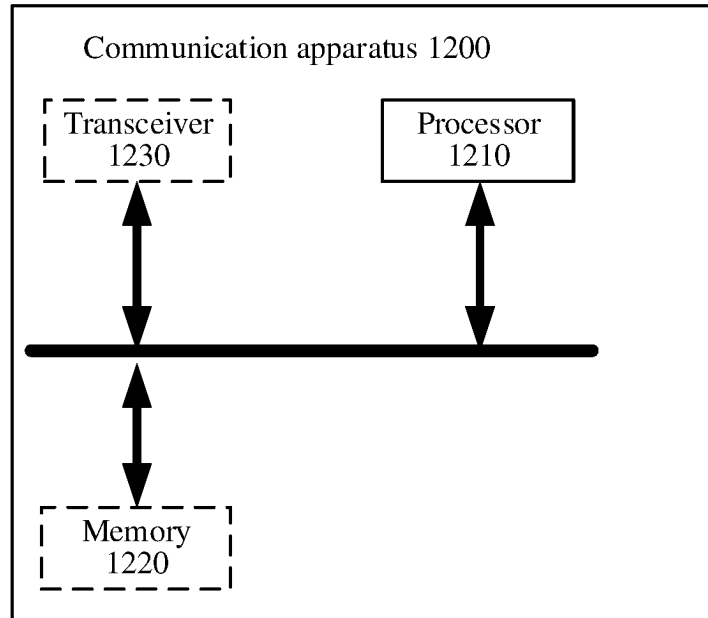 Communication apparatus 1200
Transceiver
1230
Processor
1210
Memory
1220